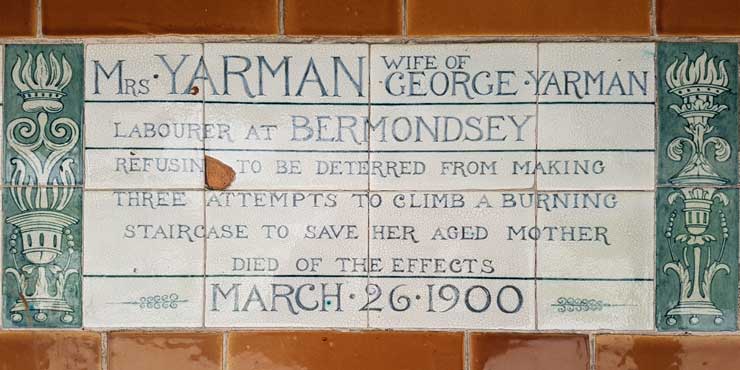 MRS · YARMAN WIFE OF GEORGE · YARMAN
LABOURER AT BERMONDSEY
REFUSIN TO BE DETERRED FROM MAKING
THREE ATTEMPTS TO CLIMB A BURNING
STAIRCASE TO SAVE HER AGED MOTHER
DIED OF THE EFFECTS
MARCH · 26 · 1900